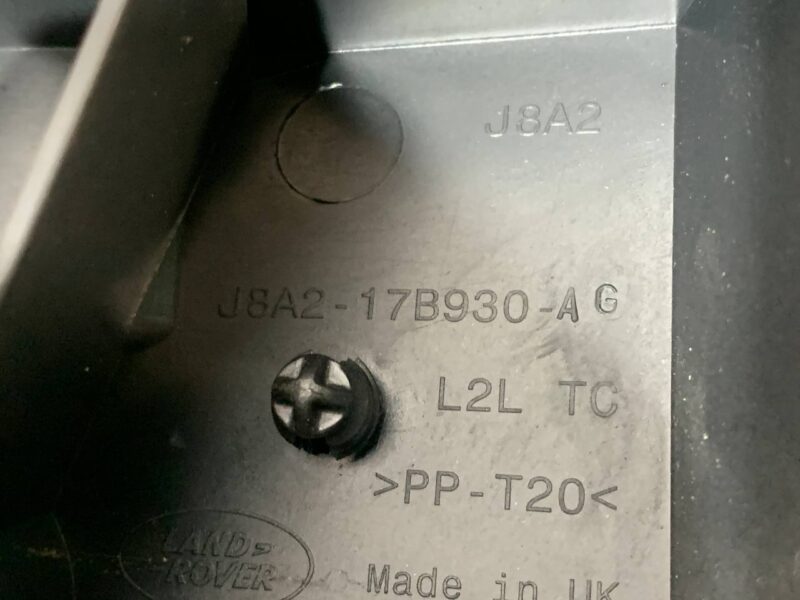 J8A2
J8A2-17B930-AG
L2L TC
>PP-T20<
LAND
ROVER
Made in UK